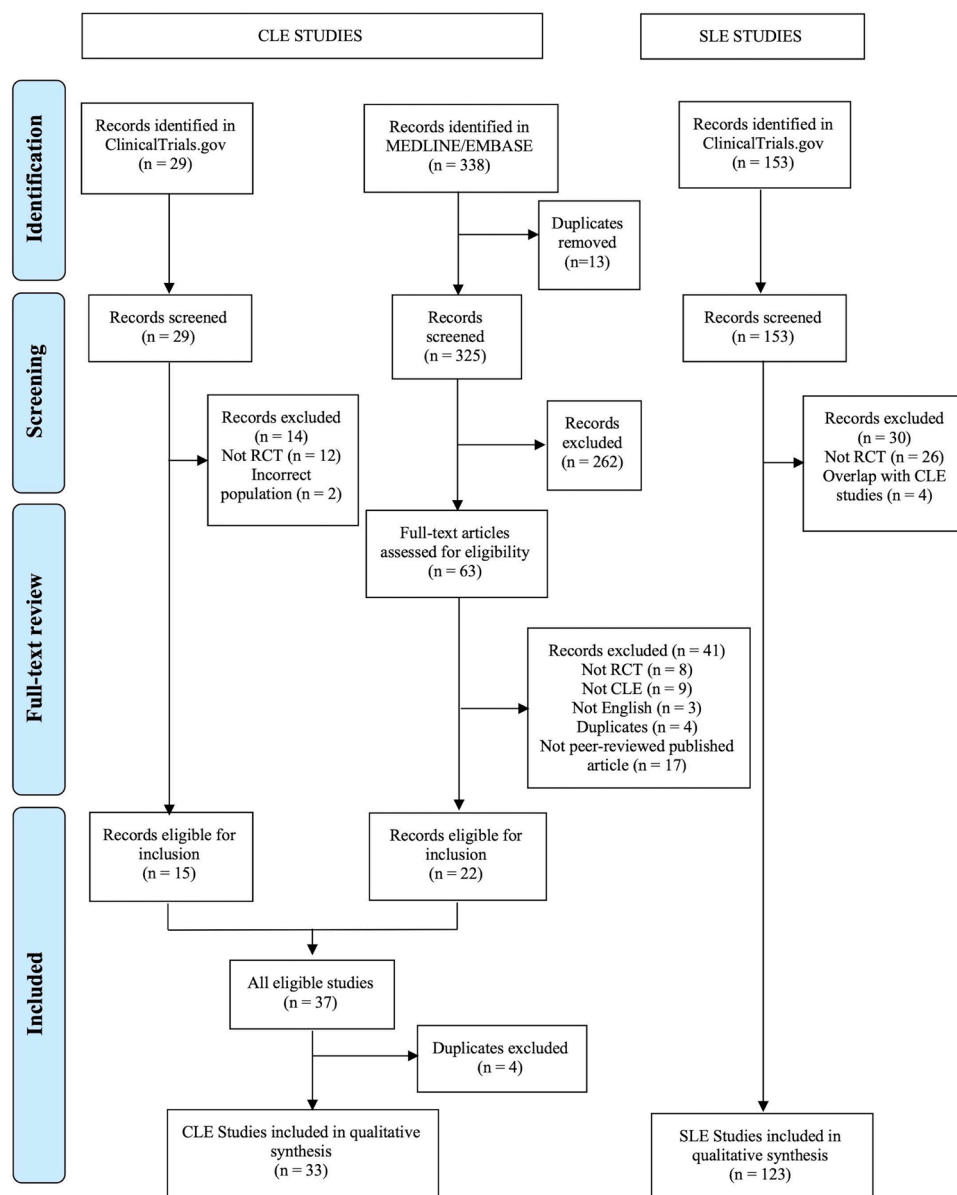 CLE STUDIES
SLE STUDIES
Identification
Records identified in
ClinicalTrials.gov
(n = 29)
Records identified in
MEDLINE/EMBASE
(n = 338)
Records identified in
ClinicalTrials.gov
(n = 153)
Duplicates
removed
(n=13)
Screening
Records screened
(n = 29)
Records
screened
(n = 325)
Records screened
(n = 153)
Records excluded
(n = 14)
Not RCT (n = 12)
Incorrect
population (n = 2)
Records
excluded
(n = 262)
Records excluded
(n = 30)
Not RCT (n = 26)
Overlap with CLE
studies (n = 4)
Full-text review
Full-text articles
assessed for eligibility
(n = 63)
Records excluded (n = 41)
Not RCT (n = 8)
Not CLE (n = 9)
Not English (n = 3)
Duplicates (n = 4)
Not peer-reviewed published
article (n = 17)
Included
Records eligible for
inclusion
(n = 15)
Records eligible for
inclusion
(n = 22)
All eligible studies
(n = 37)
Duplicates excluded
(n = 4)
CLE Studies included in qualitative
synthesis
(n = 33)
SLE Studies included in
qualitative synthesis
(n = 123)